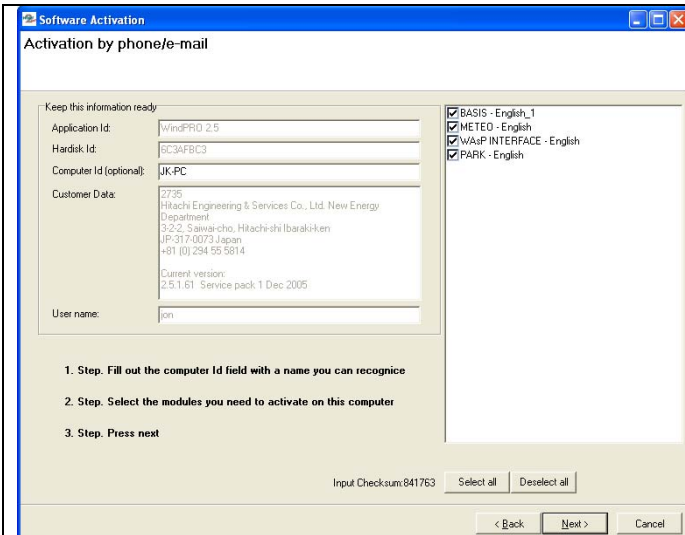 Software Activation
Activation by phone/e-mail
Keep this information ready
Application Id:
WindPRO 2.5
Hardisk Id:
6C3AFBC3
Computer Id (optional):
JK-PC
Customer Data:
2735
Hitachi Engineering & Services Co., Ltd. New Energy
Department
3-2-2, Saiwai-cho, Hitachi-shi Ibaraki-ken
JP-317-0073 Japan
+81 (0) 294 55 5814
Current version:
2.5.1.61 Service pack 1 Dec 2005
User name:
jon
BASIS - English_1
METEO - English
WAsP INTERFACE - English
PARK - English
1. Step. Fill out the computer Id field with a name you can recognice
2. Step. Select the modules you need to activate on this computer
3. Step. Press next
Input Checksum:841763
Select all
Deselect all
< Back
Next >
Cancel